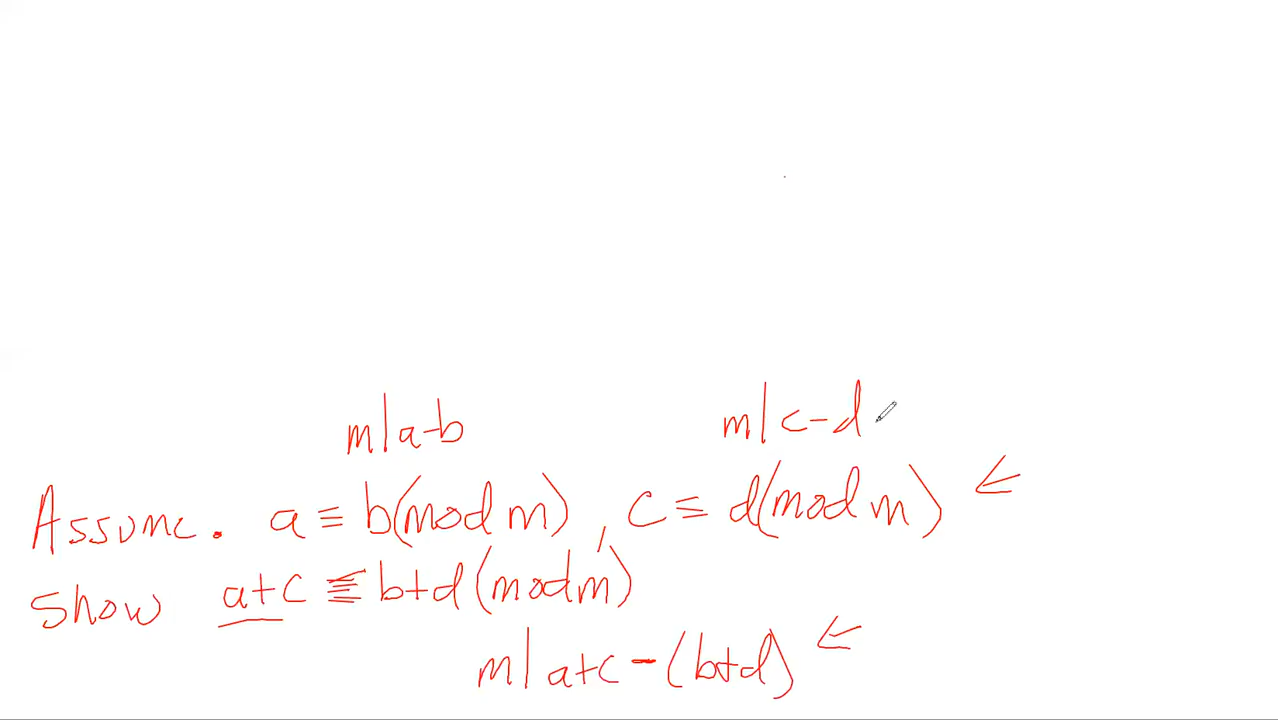 m|a-b m|c-d
Assume. a ≡ b(mod m), c ≡ d(mod m) ←
Show a+c ≡ b+d (mod m)
m|a+c - (b+d) ←